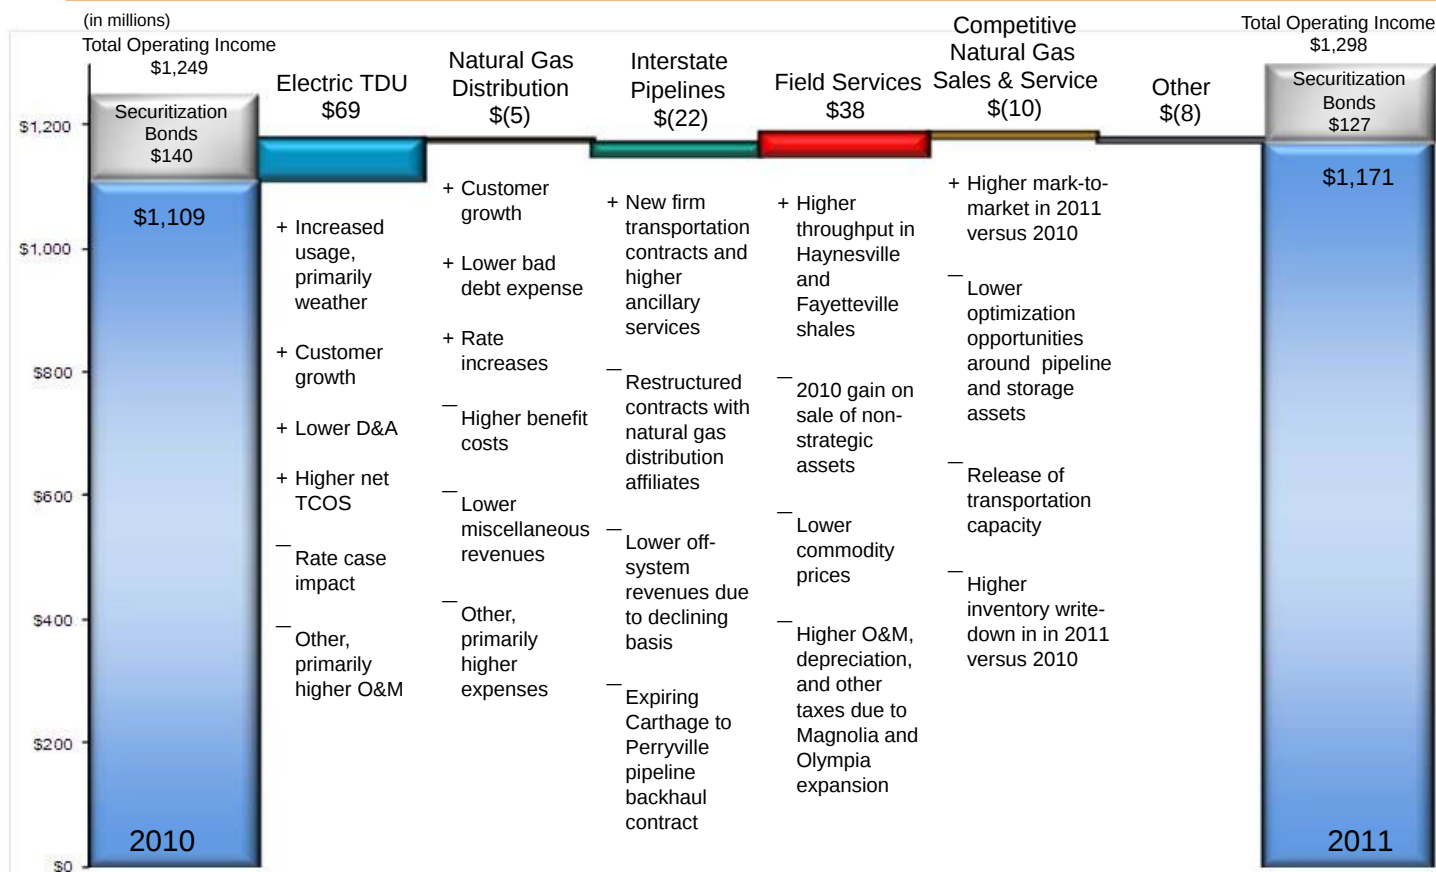 (in millions)
Total Operating Income
$1,249
Securitization
Bonds
$140
$1,109
2010
$1,200
$1,000
$800
$600
$400
$200
$0
Electric TDU
$69
+ Increased
usage,
primarily
weather
+ Customer
growth
+ Lower D&A
+ Higher net
TCOS
— Rate case
impact
— Other,
primarily
higher O&M
Natural Gas
Distribution
$(5)
+ Customer
growth
+ Lower bad
debt expense
+ Rate
increases
— Higher benefit
costs
— Lower
miscellaneous
revenues
— Other,
primarily
higher
expenses
Interstate
Pipelines
$(22)
+ New firm
transportation
contracts and
higher
ancillary
services
— Restructured
contracts with
natural gas
distribution
affiliates
— Lower off-
system
revenues due
to declining
basis
— Expiring
Carthage to
Perryville
pipeline
backhaul
contract
Field Services
$38
+ Higher
throughput in
Haynesville
and
Fayetteville
shales
— 2010 gain on
sale of non-
strategic
assets
— Lower
commodity
prices
— Higher O&M,
depreciation,
and other
taxes due to
Magnolia and
Olympia
expansion
Competitive
Natural Gas
Sales & Service
$(10)
+ Higher mark-to-
market in 2011
versus 2010
— Lower
optimization
opportunities
around pipeline
and storage
assets
— Release of
transportation
capacity
— Higher
inventory write-
down in in 2011
versus 2010
Other
$(8)
Total Operating Income
$1,298
Securitization
Bonds
$127
$1,171
2011